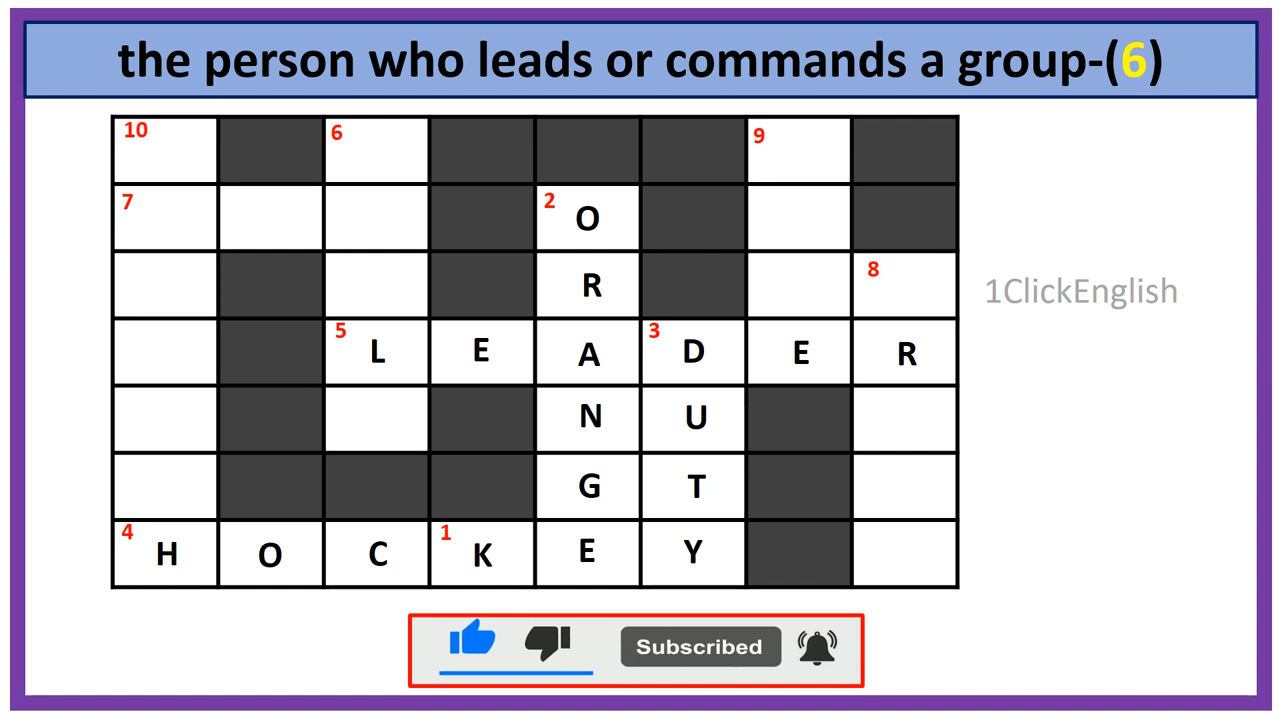 the person who leads or commands a group-(6)
10 6 9
7 2 O
R 8
1ClickEnglish
5 L E A 3 D E R
N U
G T
4 H O C 1 K E Y
Subscribed